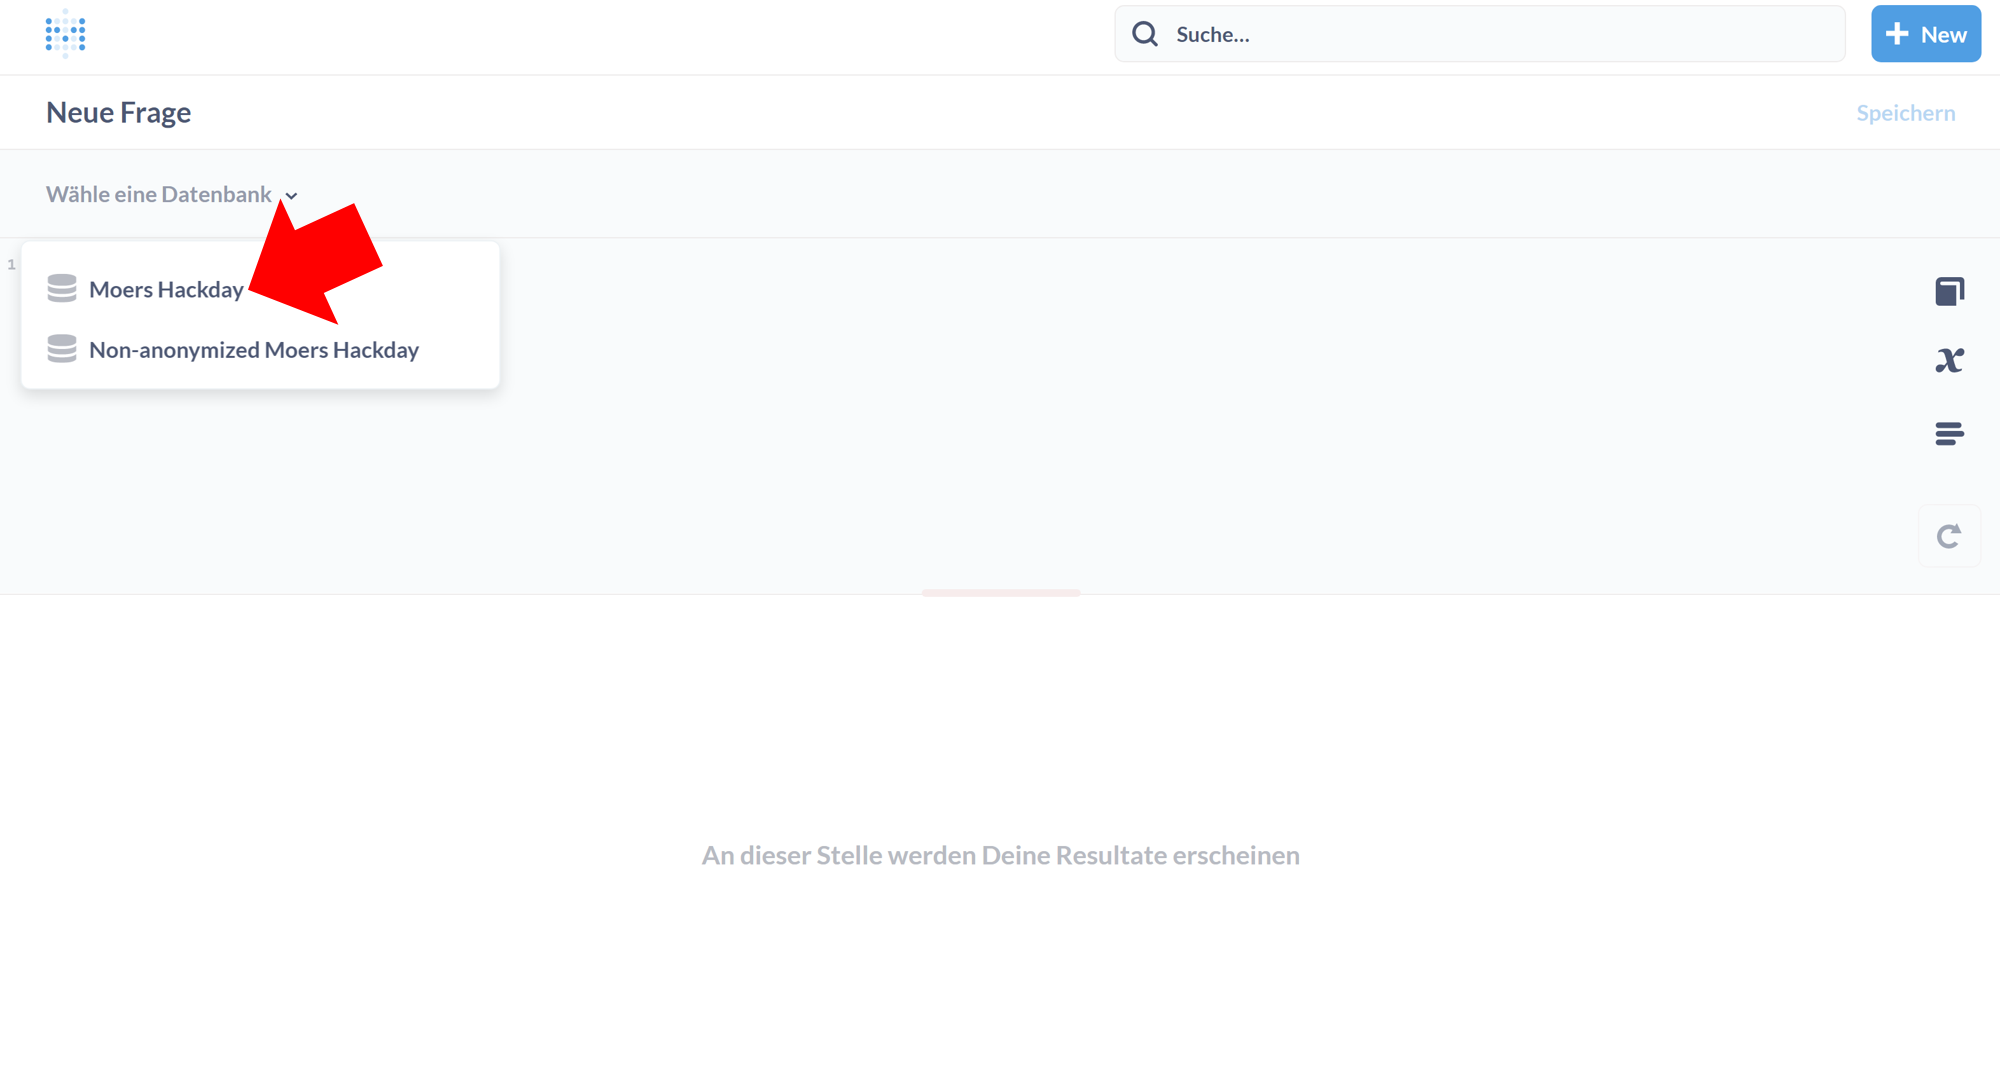 Suche...
New
Neue Frage
Speichern
Wähle eine Datenbank
1
Moers Hackday
Non-anonymized Moers Hackday
x
An dieser Stelle werden Deine Resultate erscheinen